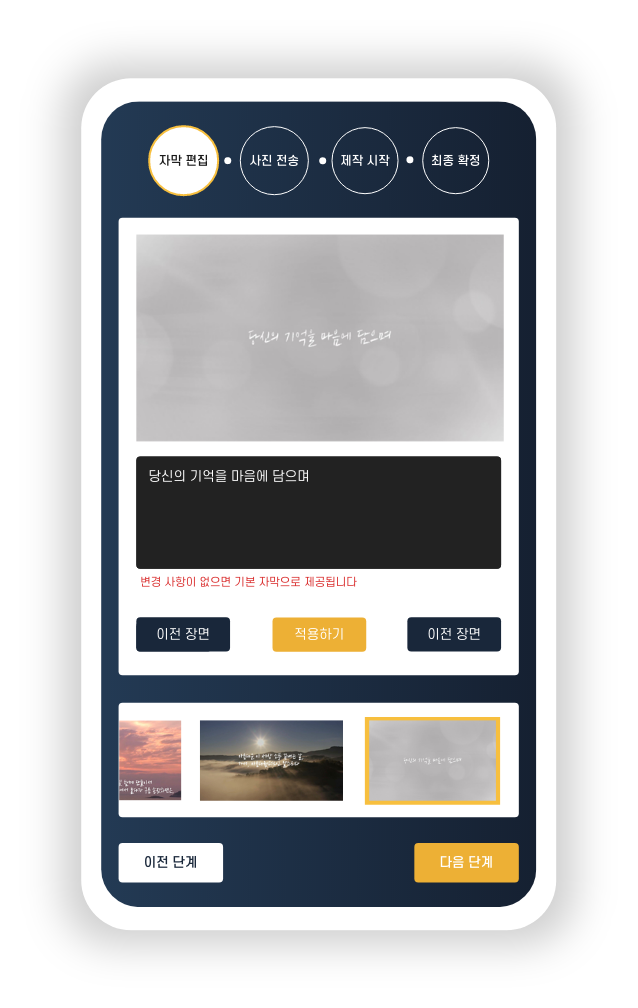 자막 편집
사진 전송
제작 시작
최종 확정
당신의 기억을 마음에 담으며
당신의 기억을 마음에 담으며
변경 사항이 없으면 기본 자막으로 제공됩니다
이전 장면
적용하기
이전 장면
당신의 기억을 마음에 담으며
이전 단계
다음 단계